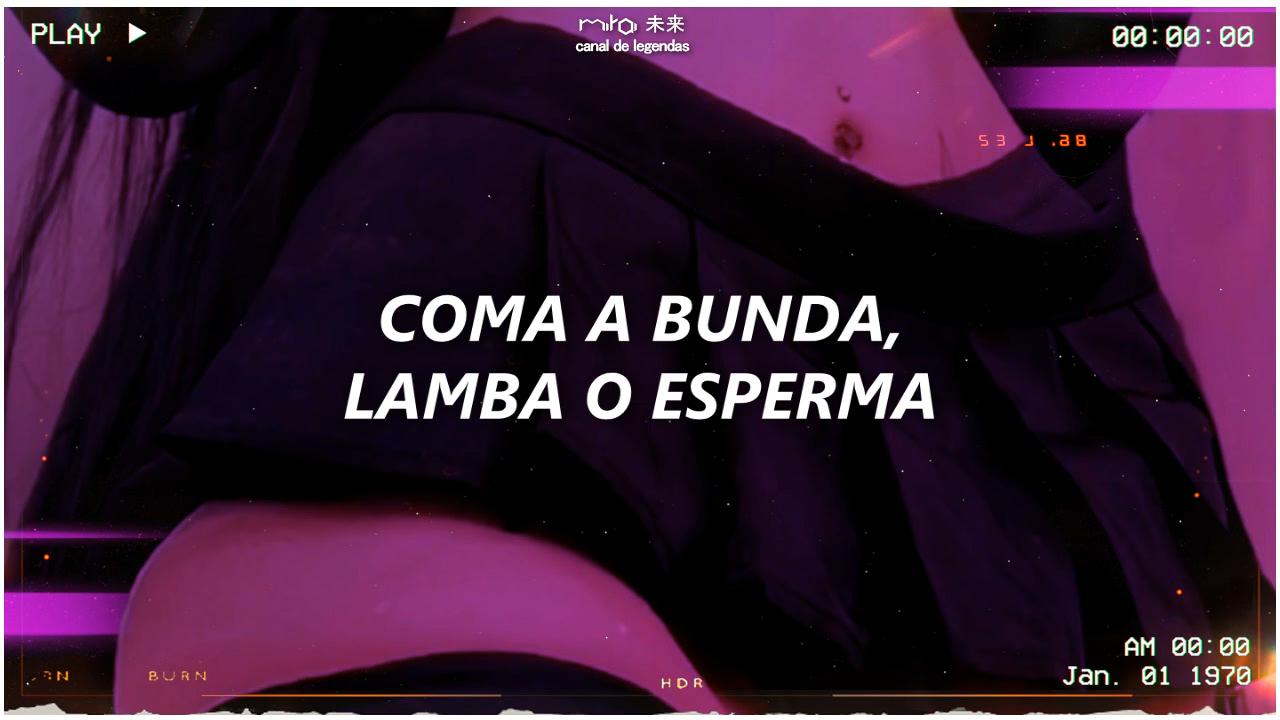 PLAY
mirai 未来
canal de legendas
00:00:00
COMA A BUNDA,
LAMBA O ESPERMA
BURN
HDR
AM 00:00
Jan. 01 1970